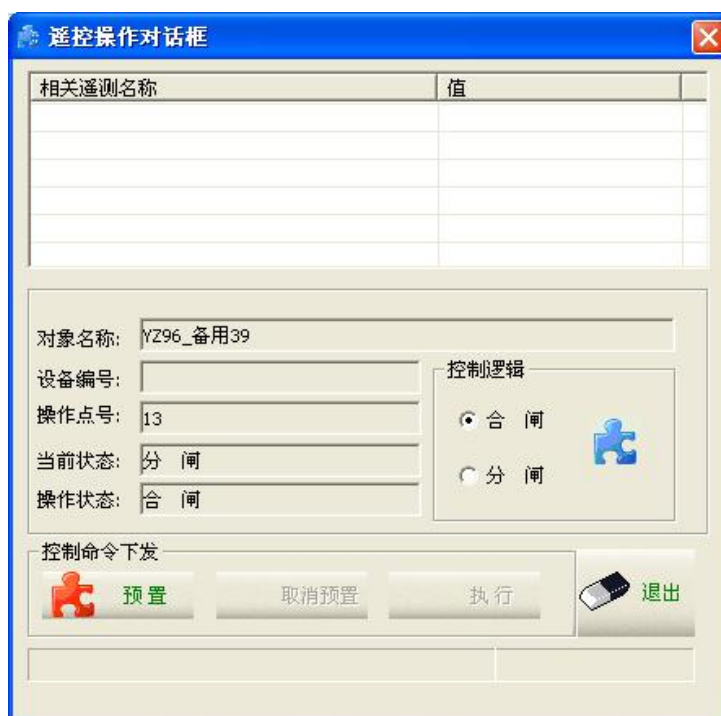 遥控操作对话框
相关遥测名称 值
对象名称: YZ96_备用39
设备编号:
控制逻辑
操作点号: 13
合 闸
当前状态: 分 闸
分 闸
操作状态: 合 闸
控制命令下发
预置 取消预置 执行 退出